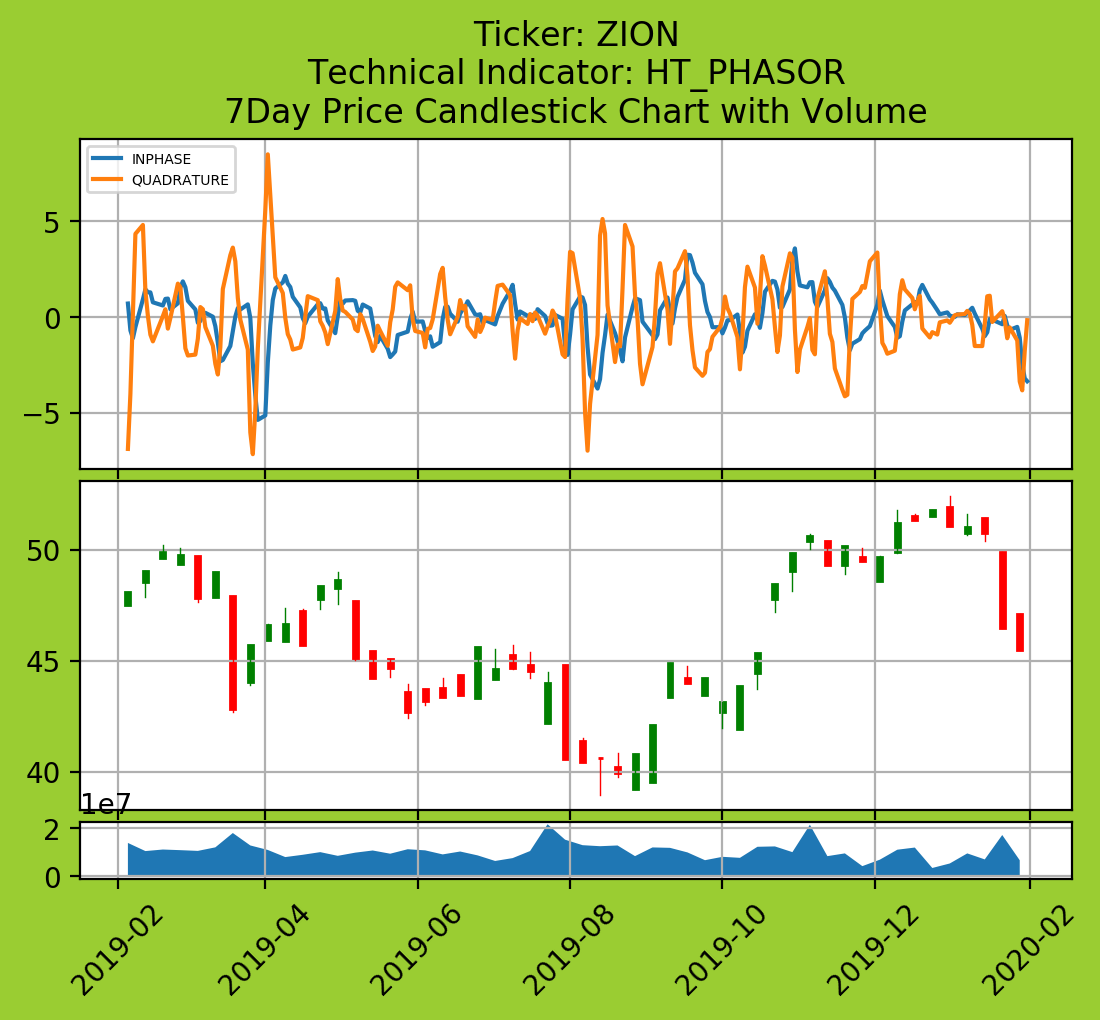 Ticker: ZION
Technical Indicator: HT_PHASOR
7Day Price Candlestick Chart with Volume
INPHASE
QUADRATURE
5
0
−5
50
45
40
1e7
2
0
2019-02
2019-04
2019-06
2019-08
2019-10
2019-12
2020-02